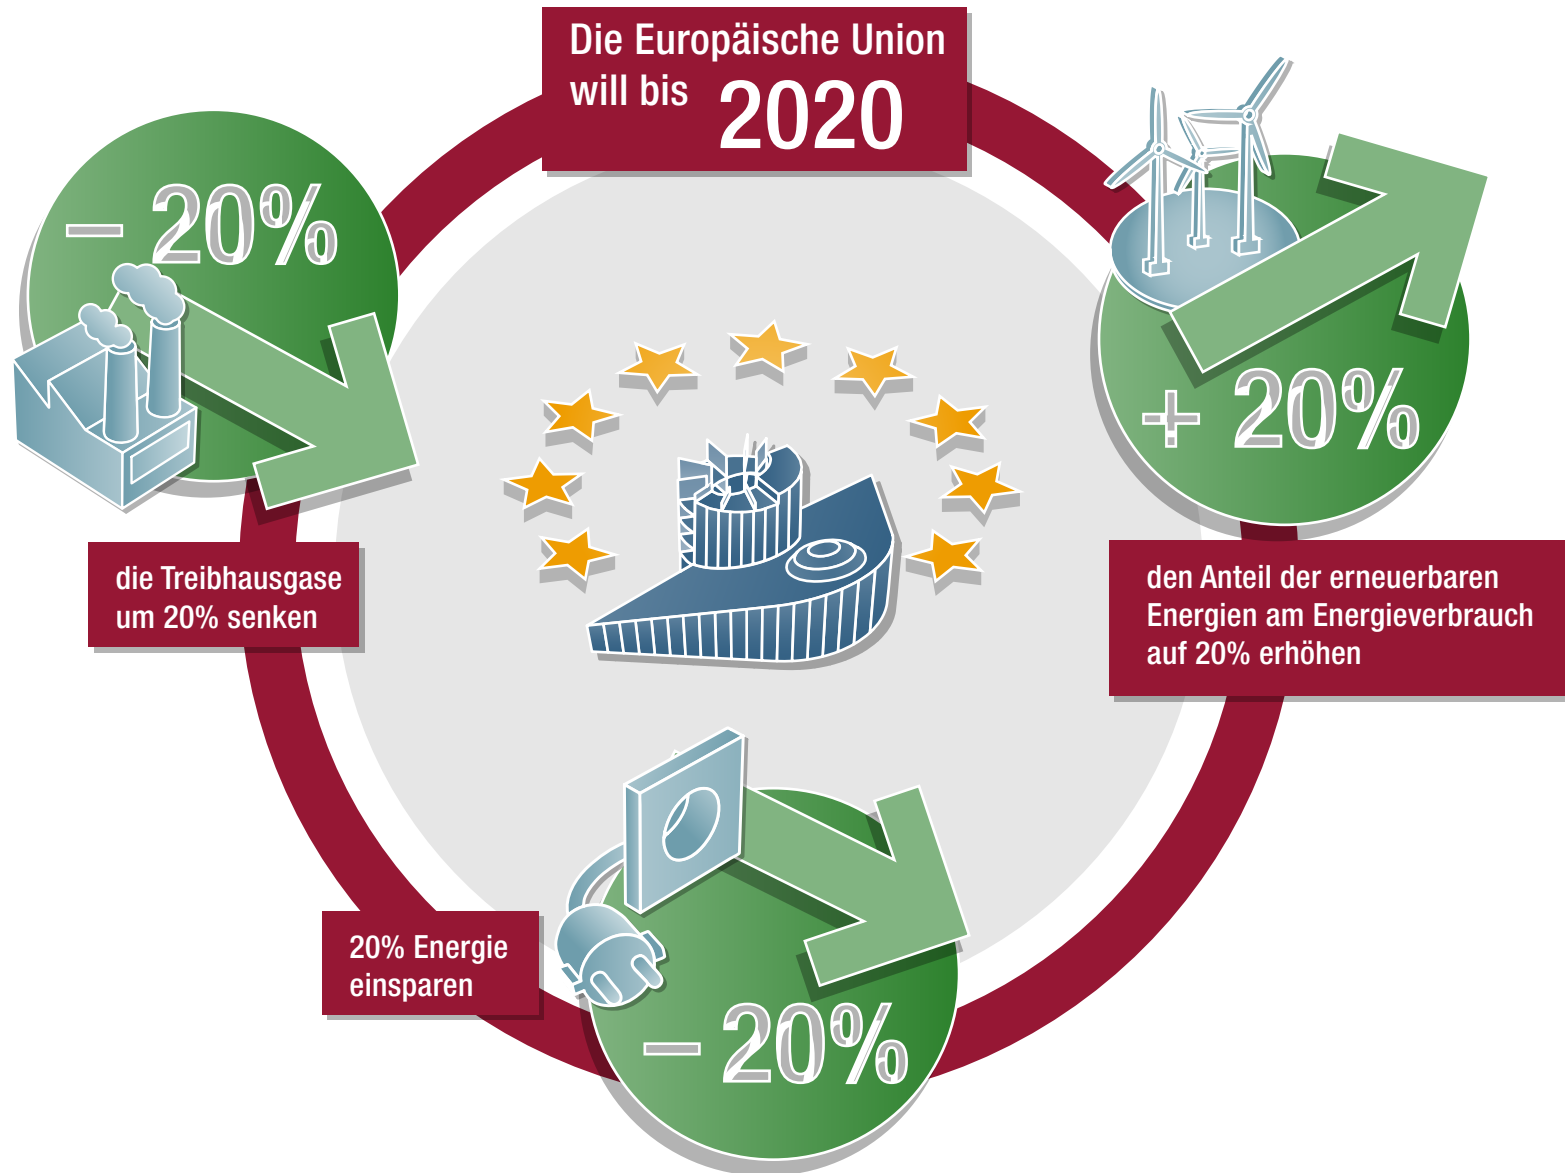 Die Europäische Union
will bis 2020
– 20%
die Treibhausgase
um 20% senken
+ 20%
den Anteil der erneuerbaren
Energien am Energieverbrauch
auf 20% erhöhen
20% Energie
einsparen
– 20%